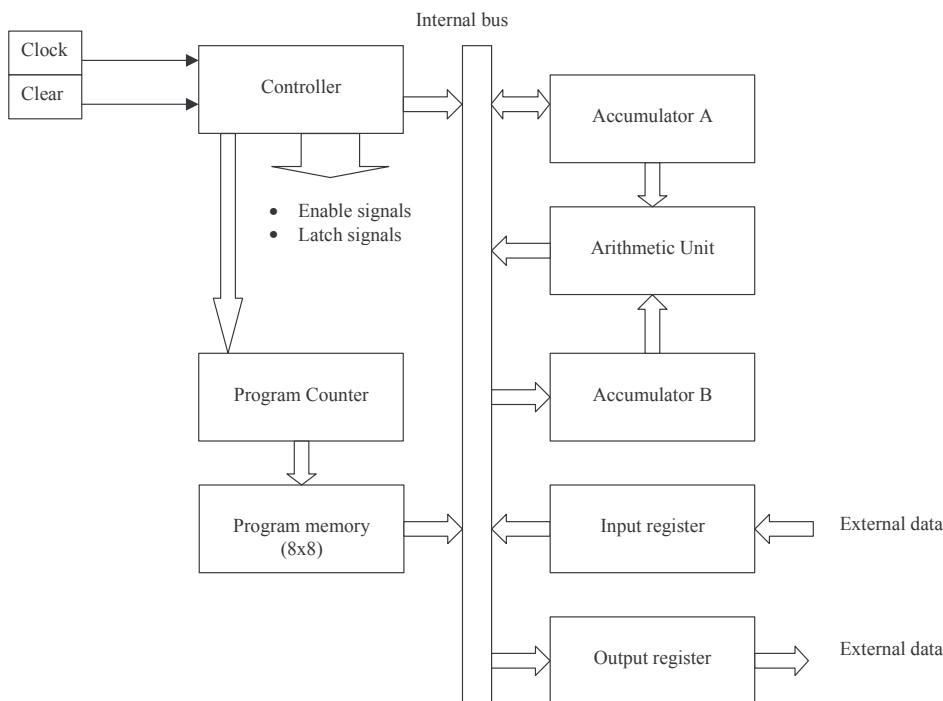 Internal bus
Clock
Clear
Controller
Accumulator A
• Enable signals
• Latch signals
Arithmetic Unit
Program Counter
Accumulator B
Program memory
(8x8)
Input register
External data
Output register
External data